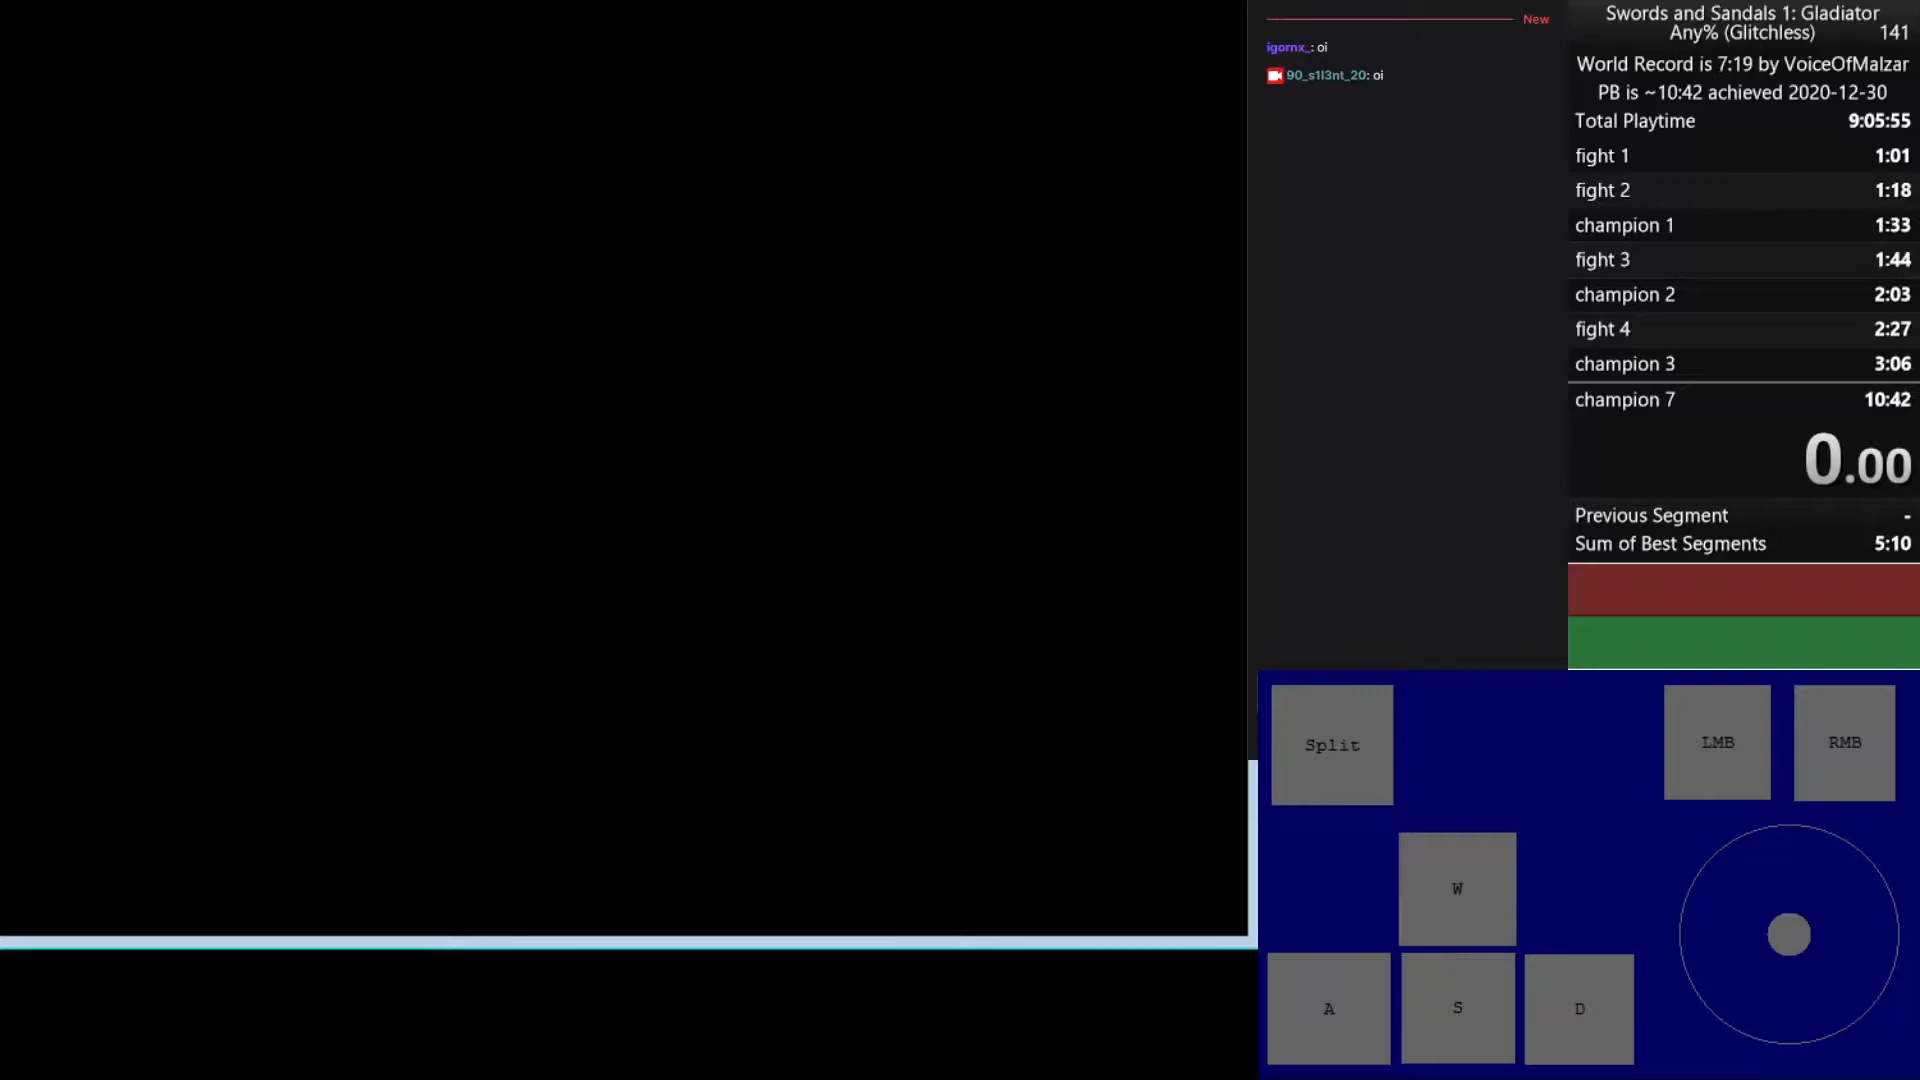 New
igornx_: oi
90_s1l3nt_20: oi
Swords and Sandals 1: Gladiator
Any% (Glitchless) 141
World Record is 7:19 by VoiceOfMalzar
PB is ~10:42 achieved 2020-12-30
Total Playtime 9:05:55
fight 1 1:01
fight 2 1:18
champion 1 1:33
fight 3 1:44
champion 2 2:03
fight 4 2:27
champion 3 3:06
champion 7 10:42
0.00
Previous Segment -
Sum of Best Segments 5:10
Split
LMB
RMB
W
A
S
D